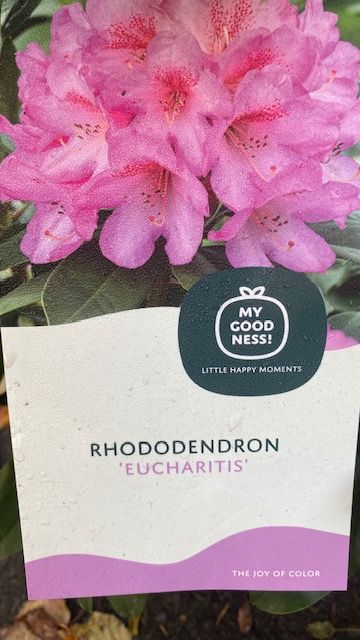 MY
GOOD
NESS!
LITTLE HAPPY MOMENTS
RHODODENDRON
'EUCHARITIS'
THE JOY OF COLOR